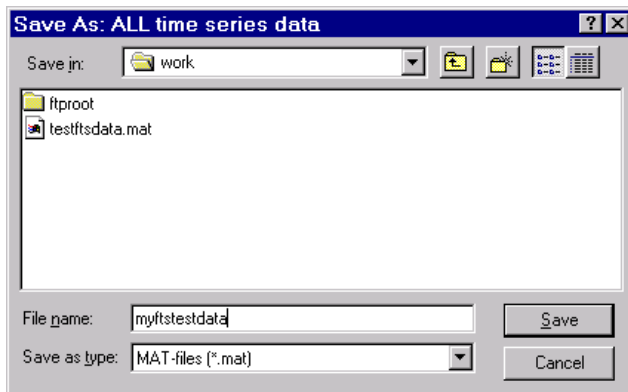 Save As: ALL time series data
Save in: work
ftproot
testftsdata.mat
File name: myftstestdata
Save
Save as type: MAT-files (*.mat)
Cancel